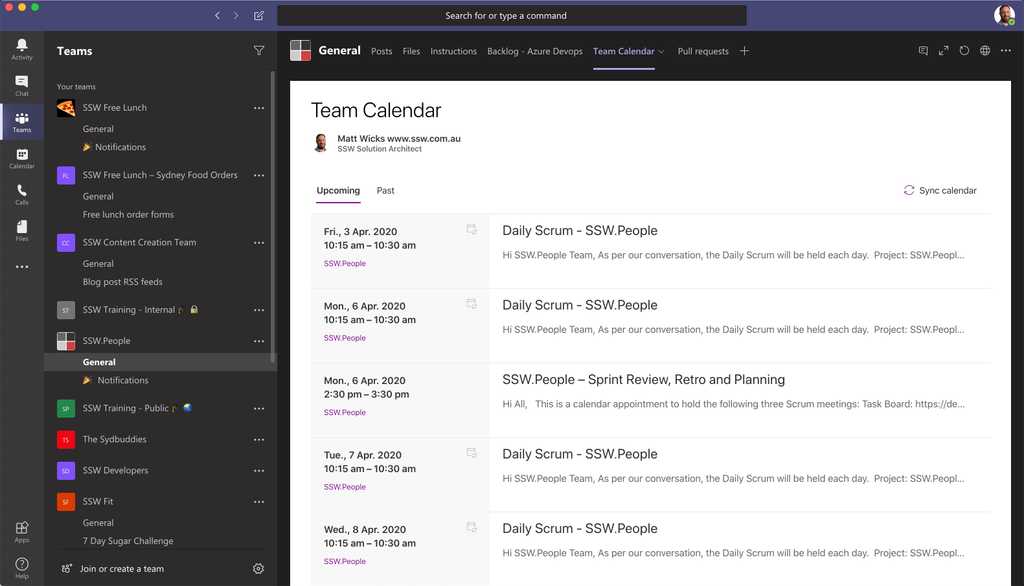 Search for or type a command
Activity
Chat
Teams
Calendar
Calls
Files
Apps
Help
Teams
Your teams
SSW Free Lunch
General
Notifications
FL
SSW Free Lunch – Sydney Food Orders
General
Free lunch order forms
CC
SSW Content Creation Team
General
Blog post RSS feeds
ST
SSW Training - Internal
SSW.People
General
Notifications
SP
SSW Training - Public
TS
The Sydbuddies
SD
SSW Developers
SF
SSW Fit
General
7 Day Sugar Challenge
Join or create a team
General Posts Files Instructions Backlog - Azure Devops Team Calendar Pull requests
Team Calendar
Matt Wicks www.ssw.com.au
SSW Solution Architect
Upcoming Past Sync calendar
Fri., 3 Apr. 2020
10:15 am – 10:30 am
SSW.People
Daily Scrum - SSW.People
Hi SSW.People Team, As per our conversation, the Daily Scrum will be held each day. Project: SSW.Peopl...
Mon., 6 Apr. 2020
10:15 am – 10:30 am
SSW.People
Daily Scrum - SSW.People
Hi SSW.People Team, As per our conversation, the Daily Scrum will be held each day. Project: SSW.Peopl...
Mon., 6 Apr. 2020
2:30 pm – 3:30 pm
SSW.People
SSW.People – Sprint Review, Retro and Planning
Hi All, This is a calendar appointment to hold the following three Scrum meetings: Task Board: https://de...
Tue., 7 Apr. 2020
10:15 am – 10:30 am
SSW.People
Daily Scrum - SSW.People
Hi SSW.People Team, As per our conversation, the Daily Scrum will be held each day. Project: SSW.Peopl...
Wed., 8 Apr. 2020
10:15 am – 10:30 am
SSW.People
Daily Scrum - SSW.People
Hi SSW.People Team, As per our conversation, the Daily Scrum will be held each day. Project: SSW.Peopl...